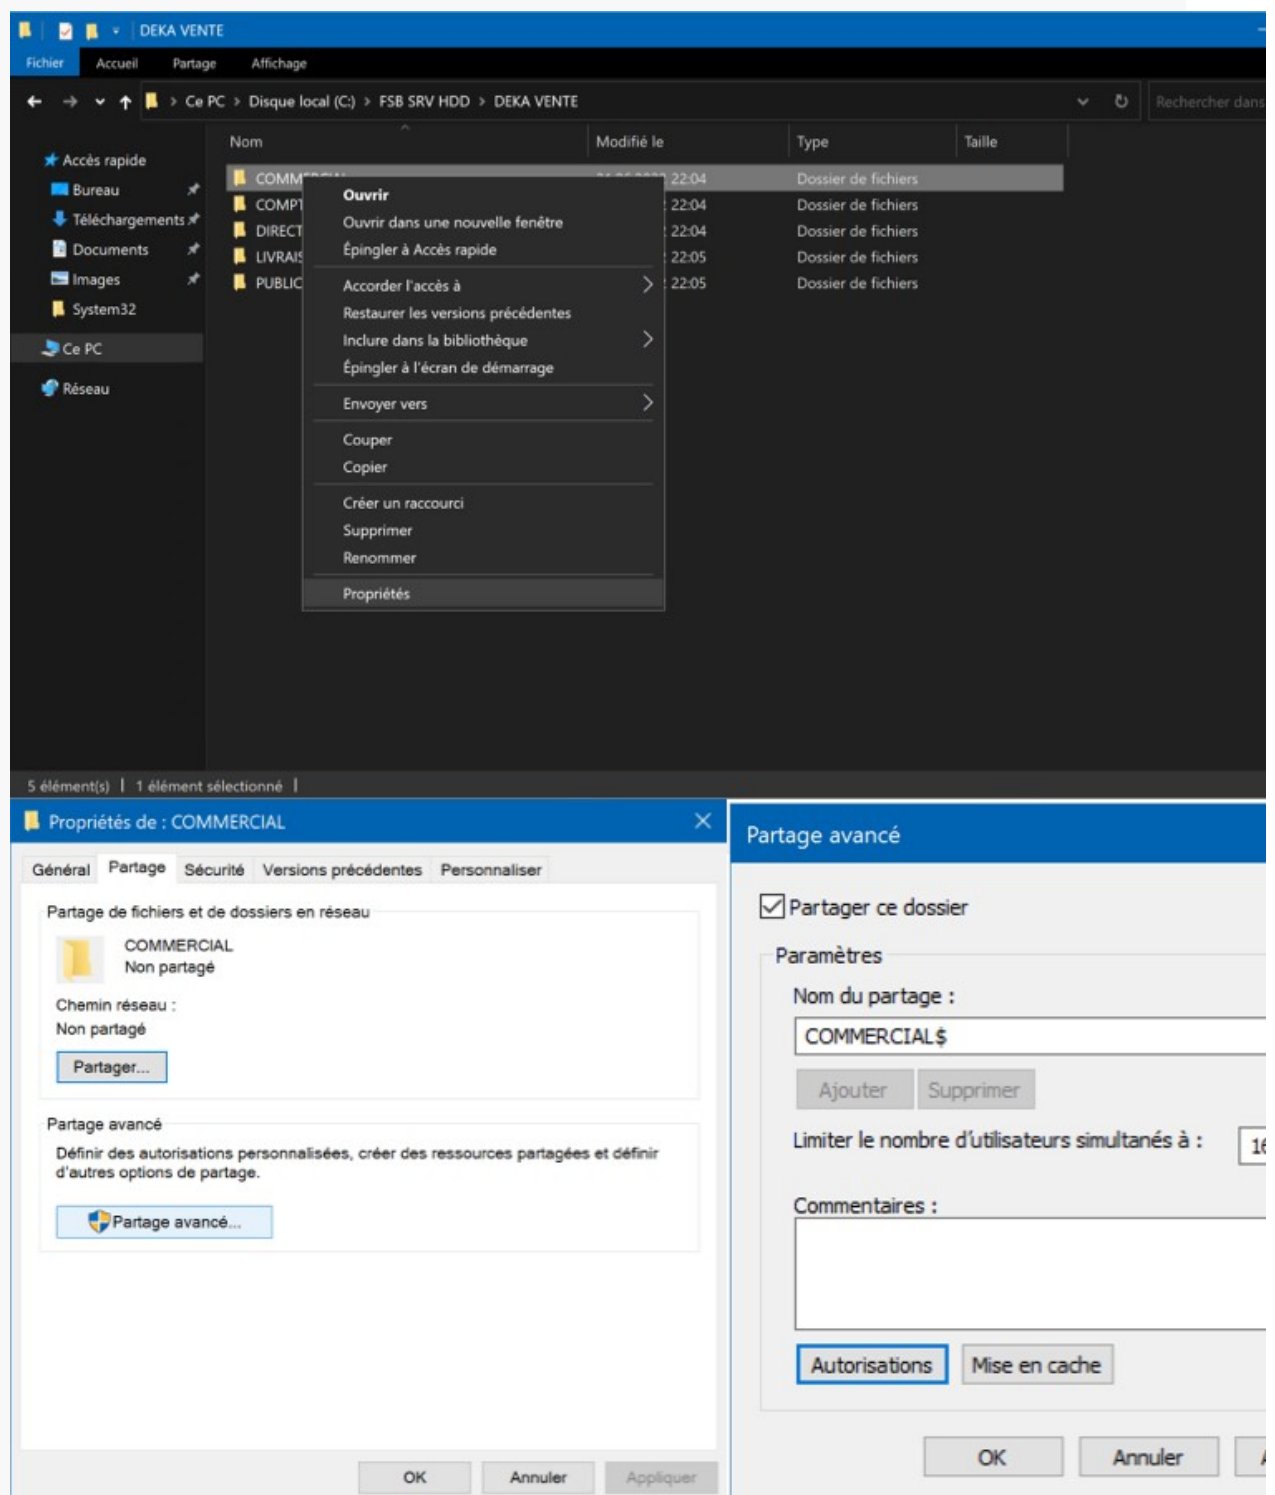 DEKA VENTE
Fichier Accueil Partage Affichage
Ce PC > Disque local (C:) > FSB SRV HDD > DEKA VENTE Rechercher dans
Nom Modifié le Type Taille
Accès rapide
Bureau
Téléchargements
Documents
Images
System32
Ce PC
Réseau
22:04 Dossier de fichiers
22:04 Dossier de fichiers
22:04 Dossier de fichiers
22:05 Dossier de fichiers
PUBLIC 22:05 Dossier de fichiers
Ouvrir
Ouvrir dans une nouvelle fenêtre
Épingler à Accès rapide
Accorder l'accès à
Restaurer les versions précédentes
Inclure dans la bibliothèque
Épingler à l'écran de démarrage
Envoyer vers
Couper
Copier
Créer un raccourci
Supprimer
Renommer
Propriétés
5 élément(s) | 1 élément sélectionné |
Propriétés de : COMMERCIAL
Général Partage Sécurité Versions précédentes Personnaliser
Partage de fichiers et de dossiers en réseau
COMMERCIAL
Non partagé
Chemin réseau :
Non partagé
Partager...
Partage avancé
Définir des autorisations personnalisées, créer des ressources partagées et définir
d'autres options de partage.
Partage avancé...
OK Annuler Appliquer
Partage avancé
Partager ce dossier
Paramètres
Nom du partage :
COMMERCIAL$
Ajouter Supprimer
Limiter le nombre d'utilisateurs simultanés à :
Commentaires :
Autorisations Mise en cache
OK Annuler